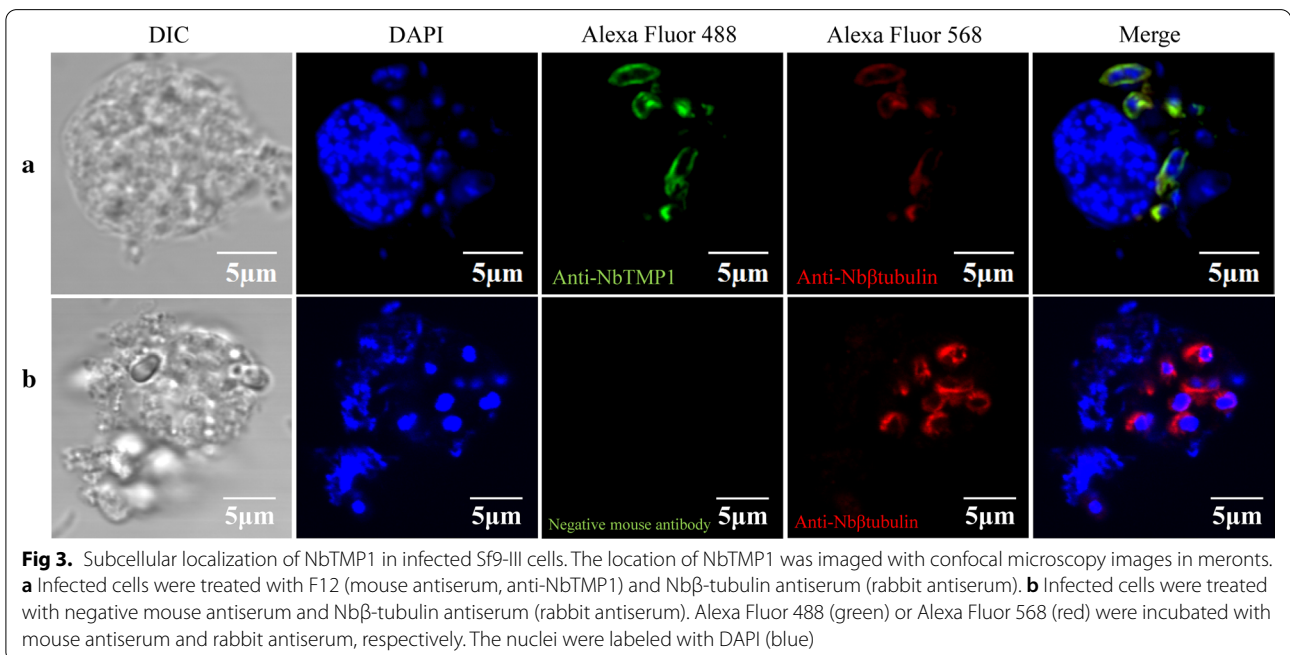 DIC DAPI Alexa Fluor 488 Alexa Fluor 568 Merge
a
5μm 5μm 5μm 5μm 5μm
Anti-NbTMP1 Anti-Nbβtubulin
b
5μm 5μm 5μm 5μm 5μm
Negative mouse antibody Anti-Nbβtubulin
Fig 3. Subcellular localization of NbTMP1 in infected Sf9-III cells. The location of NbTMP1 was imaged with confocal microscopy images in meronts.
a Infected cells were treated with F12 (mouse antiserum, anti-NbTMP1) and Nbβ-tubulin antiserum (rabbit antiserum). b Infected cells were treated
with negative mouse antiserum and Nbβ-tubulin antiserum (rabbit antiserum). Alexa Fluor 488 (green) or Alexa Fluor 568 (red) were incubated with
mouse antiserum and rabbit antiserum, respectively. The nuclei were labeled with DAPI (blue)